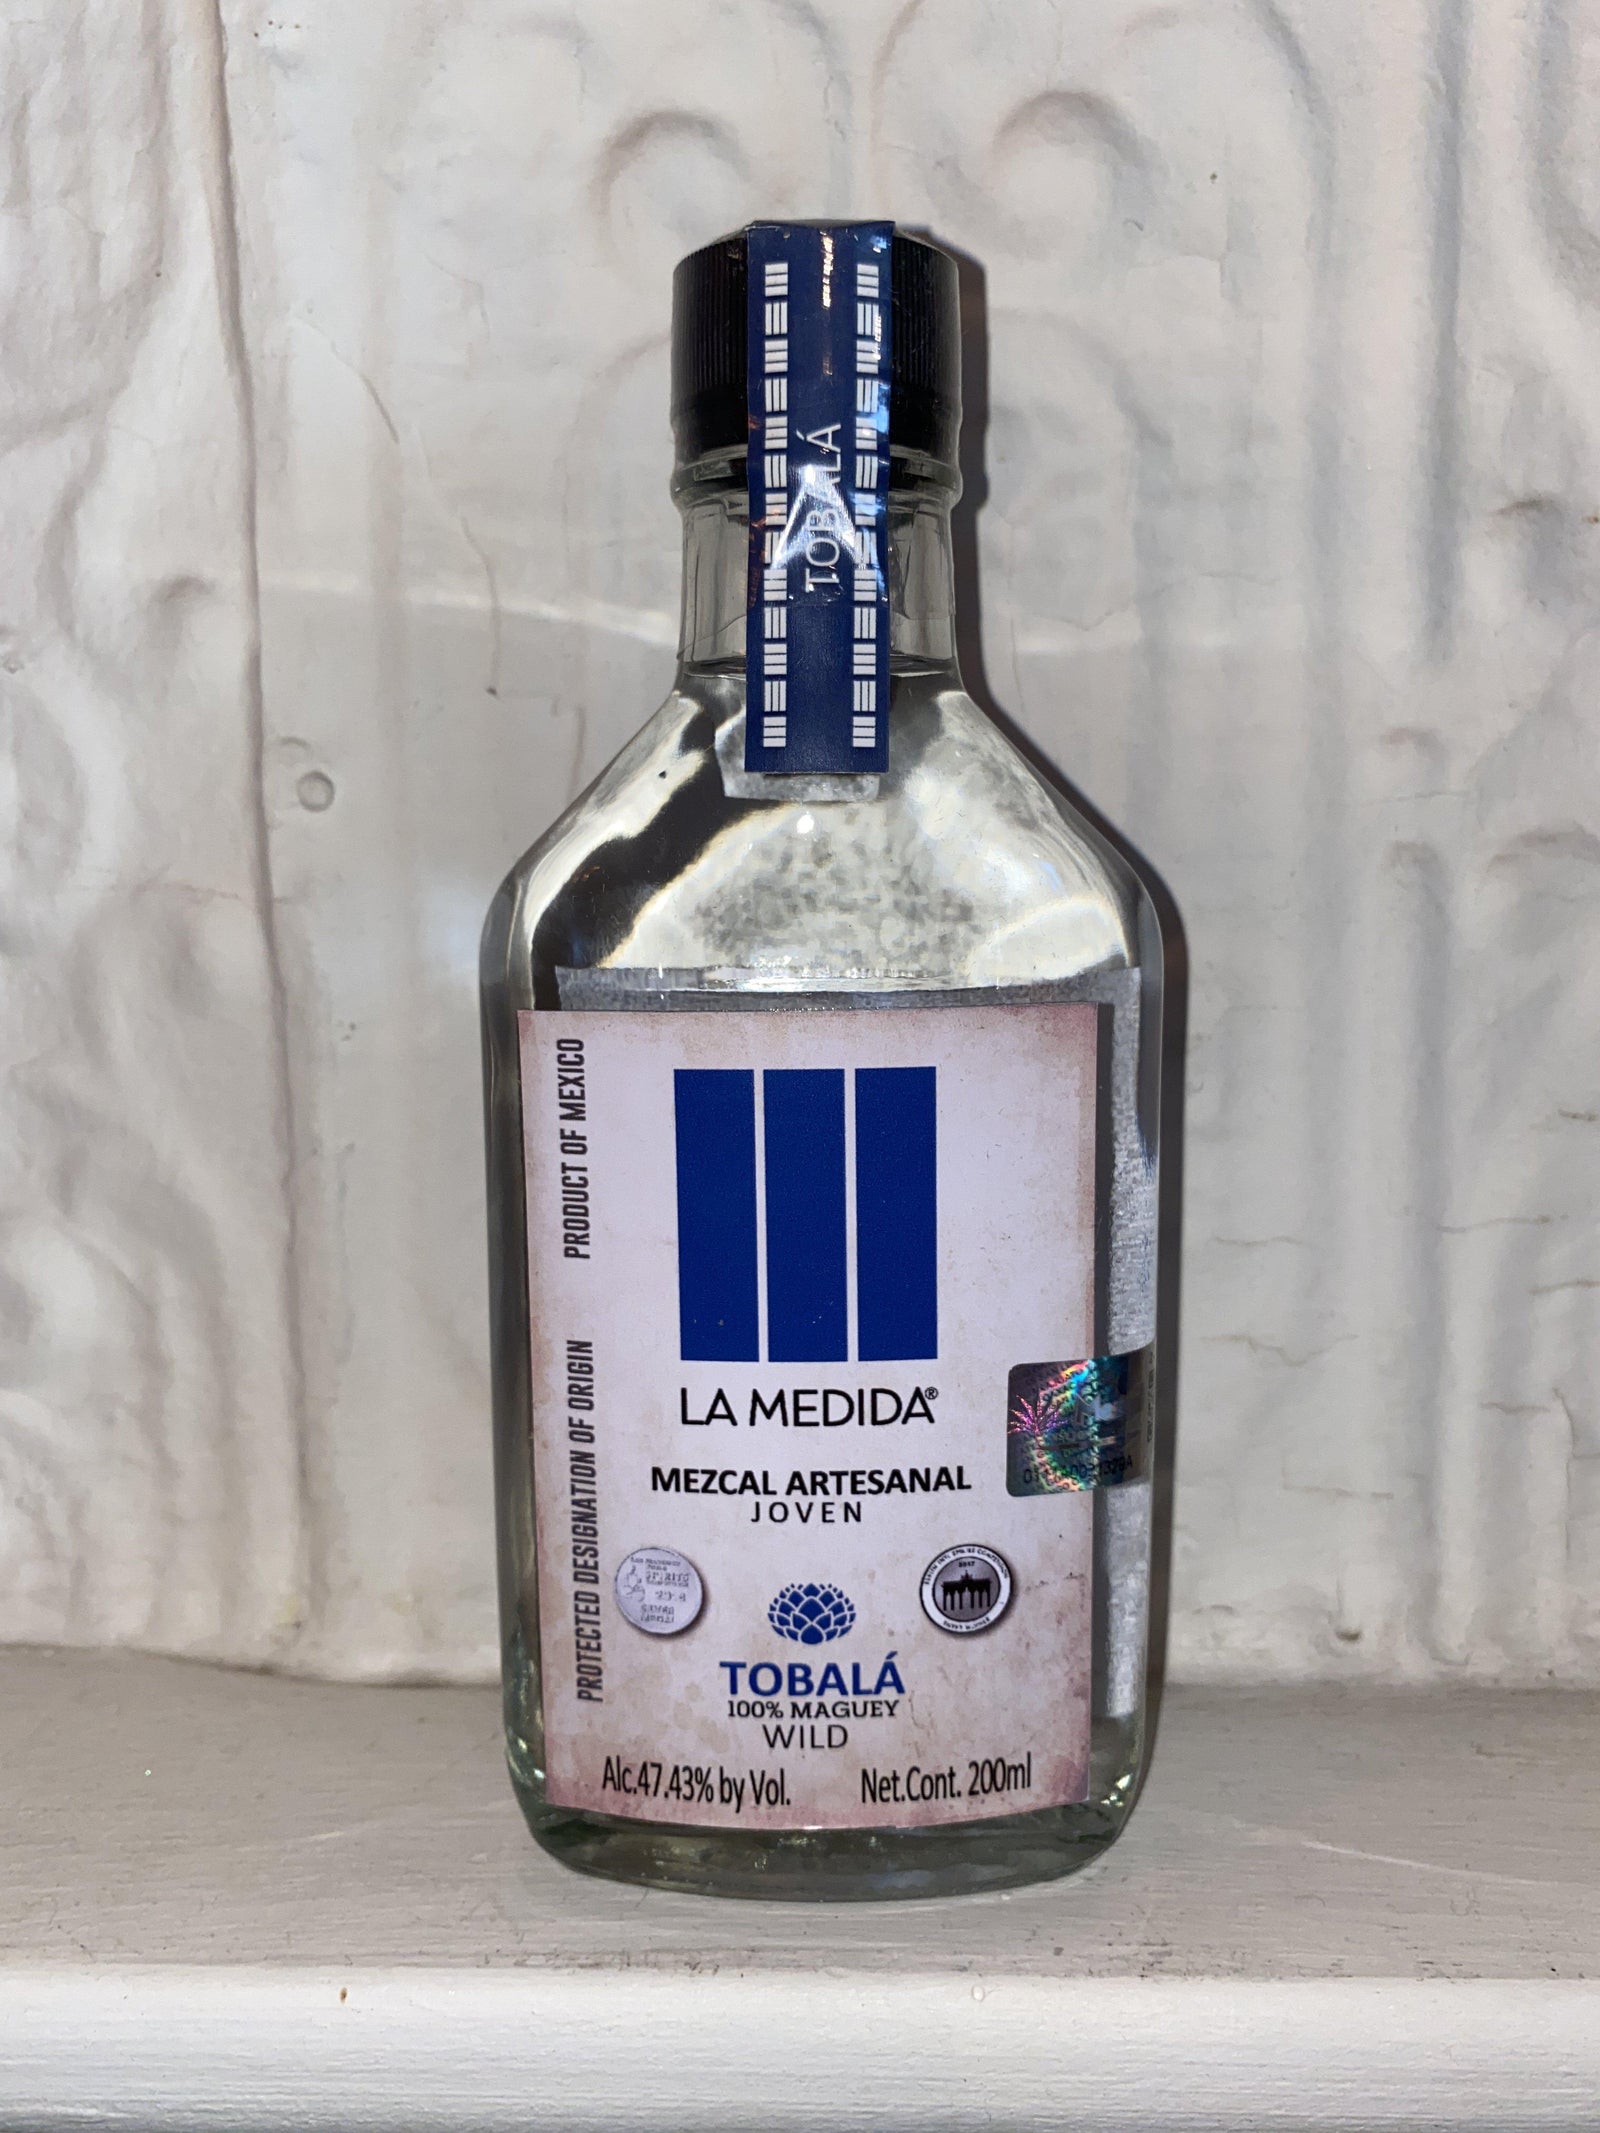 TOBALÁ
PRODUCT OF MEXICO
PROTECTED DESIGNATION OF ORIGIN
LA MEDIDA®
MEZCAL ARTESANAL
JOVEN
2017
TOBALÁ
100% MAGUEY
WILD
Alc.47.43% by Vol.
Net.Cont. 200ml